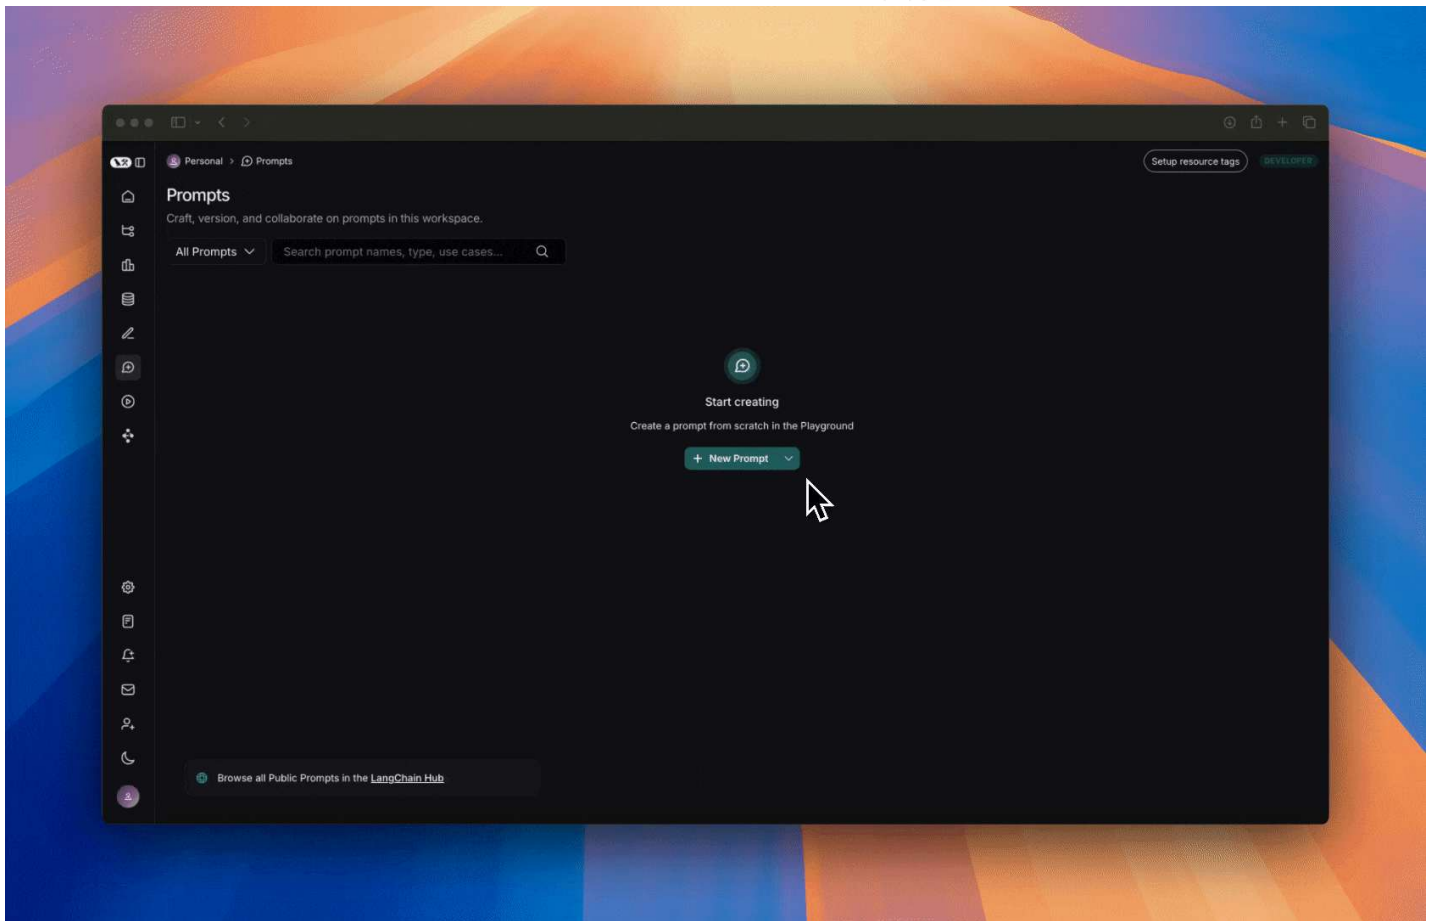 Personal > Prompts
Setup resource tags
DEVELOPER
Prompts
Craft, version, and collaborate on prompts in this workspace.
All Prompts
Search prompt names, type, use cases...
Start creating
Create a prompt from scratch in the Playground
+ New Prompt
Browse all Public Prompts in the LangChain Hub